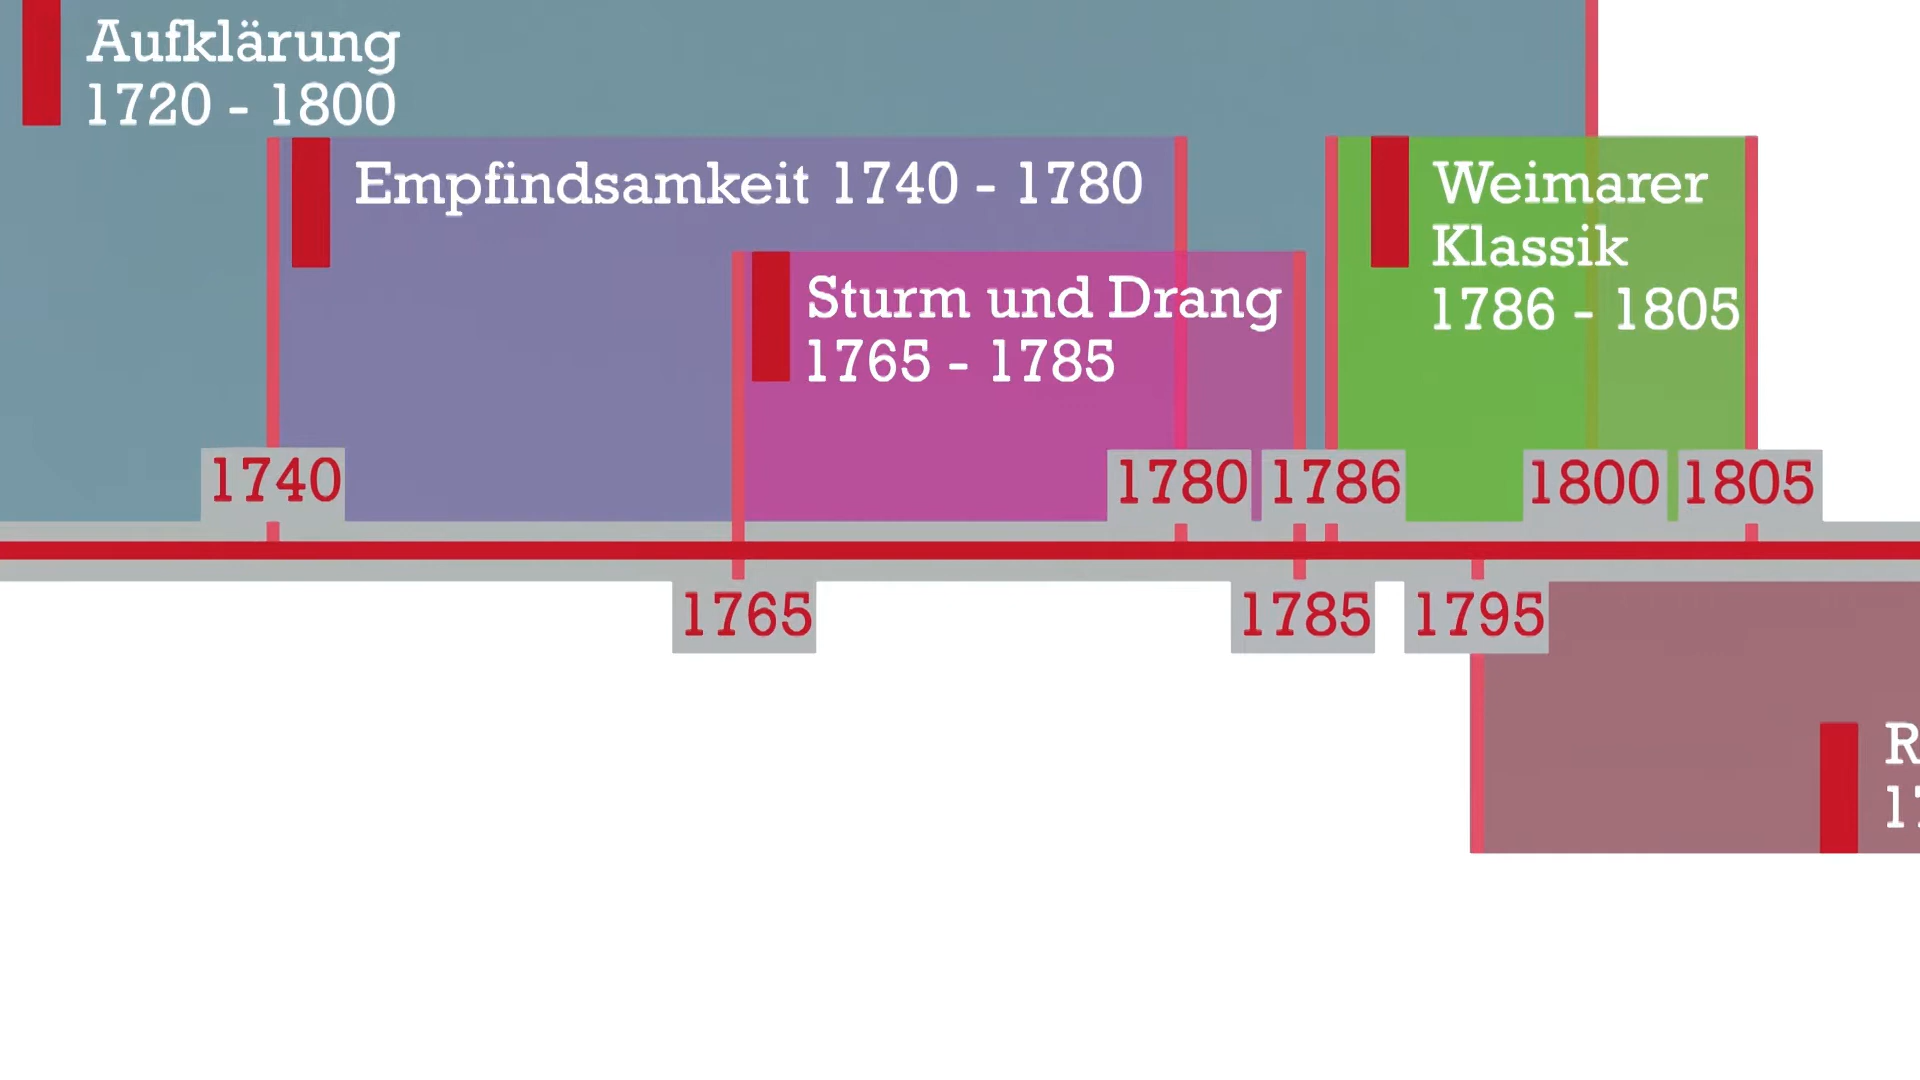 Aufklärung
1720 - 1800
Empfindsamkeit 1740 - 1780
Sturm und Drang
1765 - 1785
Weimarer
Klassik
1786 - 1805
1740
1780
1786
1800
1805
1765
1785
1795